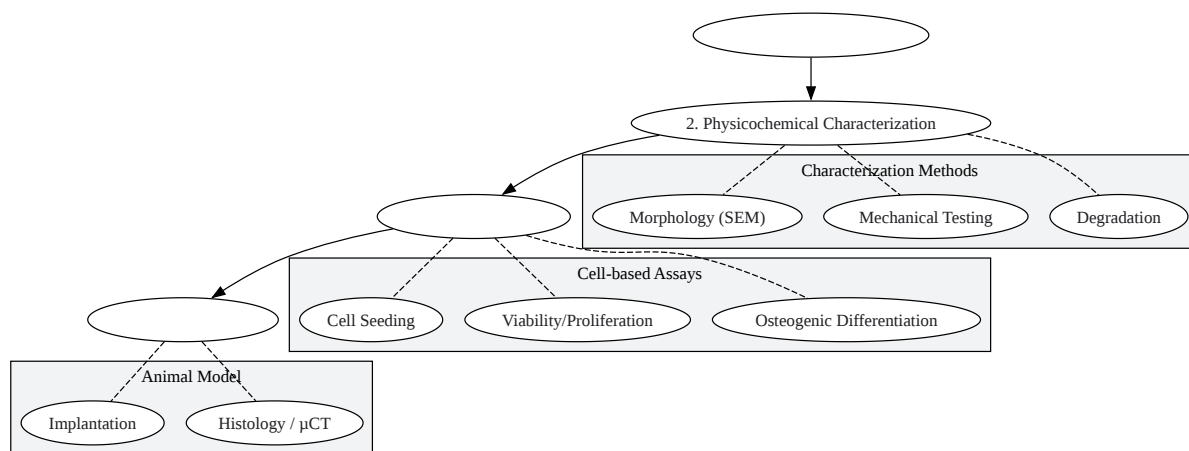 2. Physicochemical Characterization
Characterization Methods
Morphology (SEM)
Mechanical Testing
Degradation
Cell-based Assays
Cell Seeding
Viability/Proliferation
Osteogenic Differentiation
Animal Model
Implantation
Histology / µCT